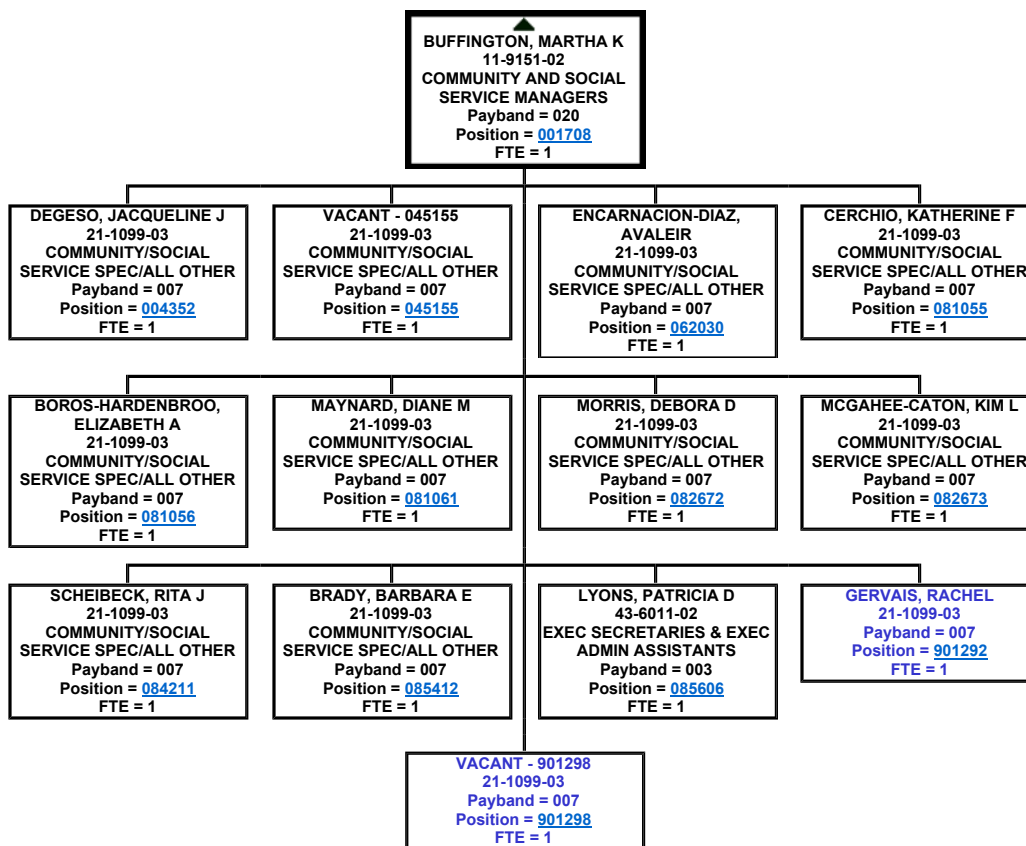 BUFFINGTON, MARTHA K
11-9151-02
COMMUNITY AND SOCIAL
SERVICE MANAGERS
Payband = 020
Position = 001708
FTE = 1
DEGESO, JACQUELINE J
21-1099-03
COMMUNITY/SOCIAL
SERVICE SPEC/ALL OTHER
Payband = 007
Position = 004352
FTE = 1
VACANT - 045155
21-1099-03
COMMUNITY/SOCIAL
SERVICE SPEC/ALL OTHER
Payband = 007
Position = 045155
FTE = 1
ENCARNACION-DIAZ,
AVALEIR
21-1099-03
COMMUNITY/SOCIAL
SERVICE SPEC/ALL OTHER
Payband = 007
Position = 062030
FTE = 1
CERCHIO, KATHERINE F
21-1099-03
COMMUNITY/SOCIAL
SERVICE SPEC/ALL OTHER
Payband = 007
Position = 081055
FTE = 1
BOROS-HARDENBROO,
ELIZABETH A
21-1099-03
COMMUNITY/SOCIAL
SERVICE SPEC/ALL OTHER
Payband = 007
Position = 081056
FTE = 1
MAYNARD, DIANE M
21-1099-03
COMMUNITY/SOCIAL
SERVICE SPEC/ALL OTHER
Payband = 007
Position = 081061
FTE = 1
MORRIS, DEBORA D
21-1099-03
COMMUNITY/SOCIAL
SERVICE SPEC/ALL OTHER
Payband = 007
Position = 082672
FTE = 1
MCGAHEE-CATON, KIM L
21-1099-03
COMMUNITY/SOCIAL
SERVICE SPEC/ALL OTHER
Payband = 007
Position = 082673
FTE = 1
SCHEIBECK, RITA J
21-1099-03
COMMUNITY/SOCIAL
SERVICE SPEC/ALL OTHER
Payband = 007
Position = 084211
FTE = 1
BRADY, BARBARA E
21-1099-03
COMMUNITY/SOCIAL
SERVICE SPEC/ALL OTHER
Payband = 007
Position = 085412
FTE = 1
LYONS, PATRICIA D
43-6011-02
EXEC SECRETARIES & EXEC
ADMIN ASSISTANTS
Payband = 003
Position = 085606
FTE = 1
GERVAIS, RACHEL
21-1099-03
Payband = 007
Position = 901292
FTE = 1
VACANT - 901298
21-1099-03
Payband = 007
Position = 901298
FTE = 1